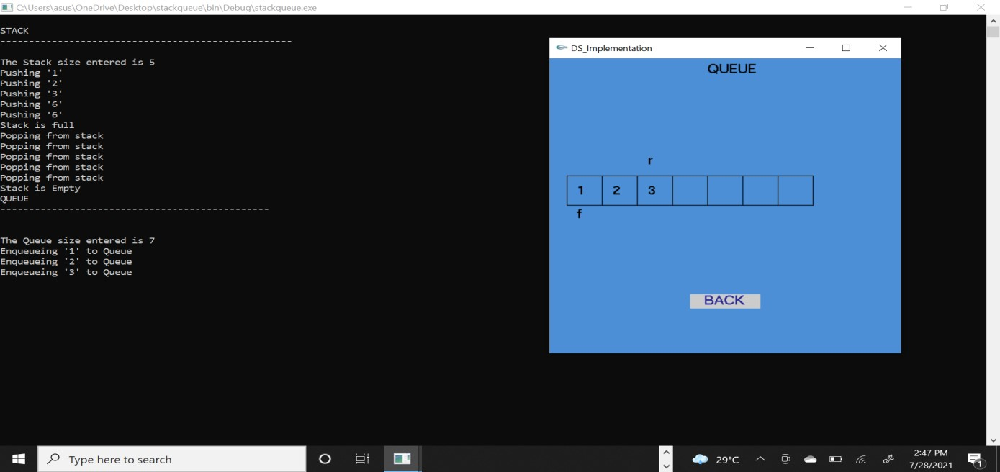 C:\Users\asus\OneDrive\Desktop\stackqueue\bin\Debug\stackqueue.exe
STACK
---------------------------------------------------
The Stack size entered is 5
Pushing '1'
Pushing '2'
Pushing '3'
Pushing '6'
Pushing '6'
Stack is full
Popping from stack
Popping from stack
Popping from stack
Popping from stack
Popping from stack
Stack is Empty
QUEUE
-----------------------------------------------
The Queue size entered is 7
Enqueueing '1' to Queue
Enqueueing '2' to Queue
Enqueueing '3' to Queue
DS_Implementation
QUEUE
r
1 2 3
f
BACK
Type here to search
29°C
2:47 PM
7/28/2021
1